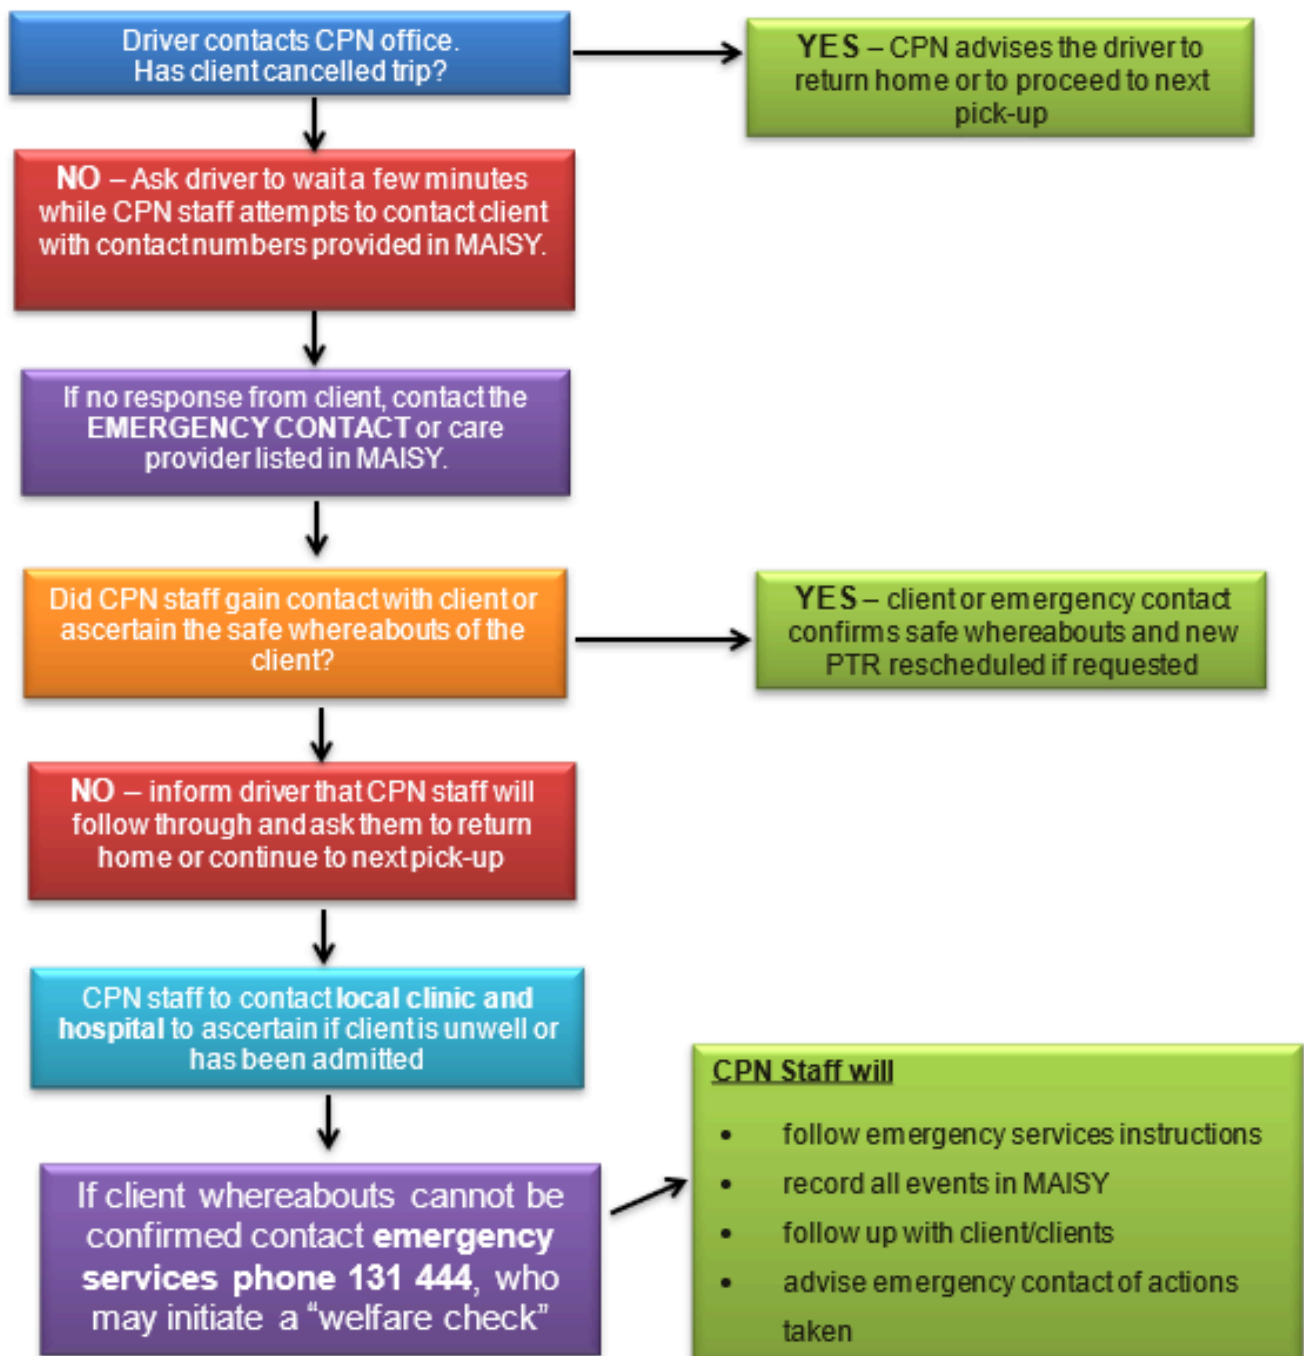 Driver contacts CPN office.
Has client cancelled trip?
YES – CPN advises the driver to
return home or to proceed to next
pick-up
NO – Ask driver to wait a few minutes
while CPN staff attempts to contact client
with contact numbers provided in MAISY.
If no response from client, contact the
EMERGENCY CONTACT or care
provider listed in MAISY.
Did CPN staff gain contact with client or
ascertain the safe whereabouts of the
client?
YES – client or emergency contact
confirms safe whereabouts and new
PTR rescheduled if requested
NO – inform driver that CPN staff will
follow through and ask them to return
home or continue to next pick-up
CPN staff to contact local clinic and
hospital to ascertain if client is unwell or
has been admitted
If client whereabouts cannot be
confirmed contact emergency
services phone 131 444, who
may initiate a “welfare check”
CPN Staff will
• follow emergency services instructions
• record all events in MAISY
• follow up with client/clients
• advise emergency contact of actions
taken